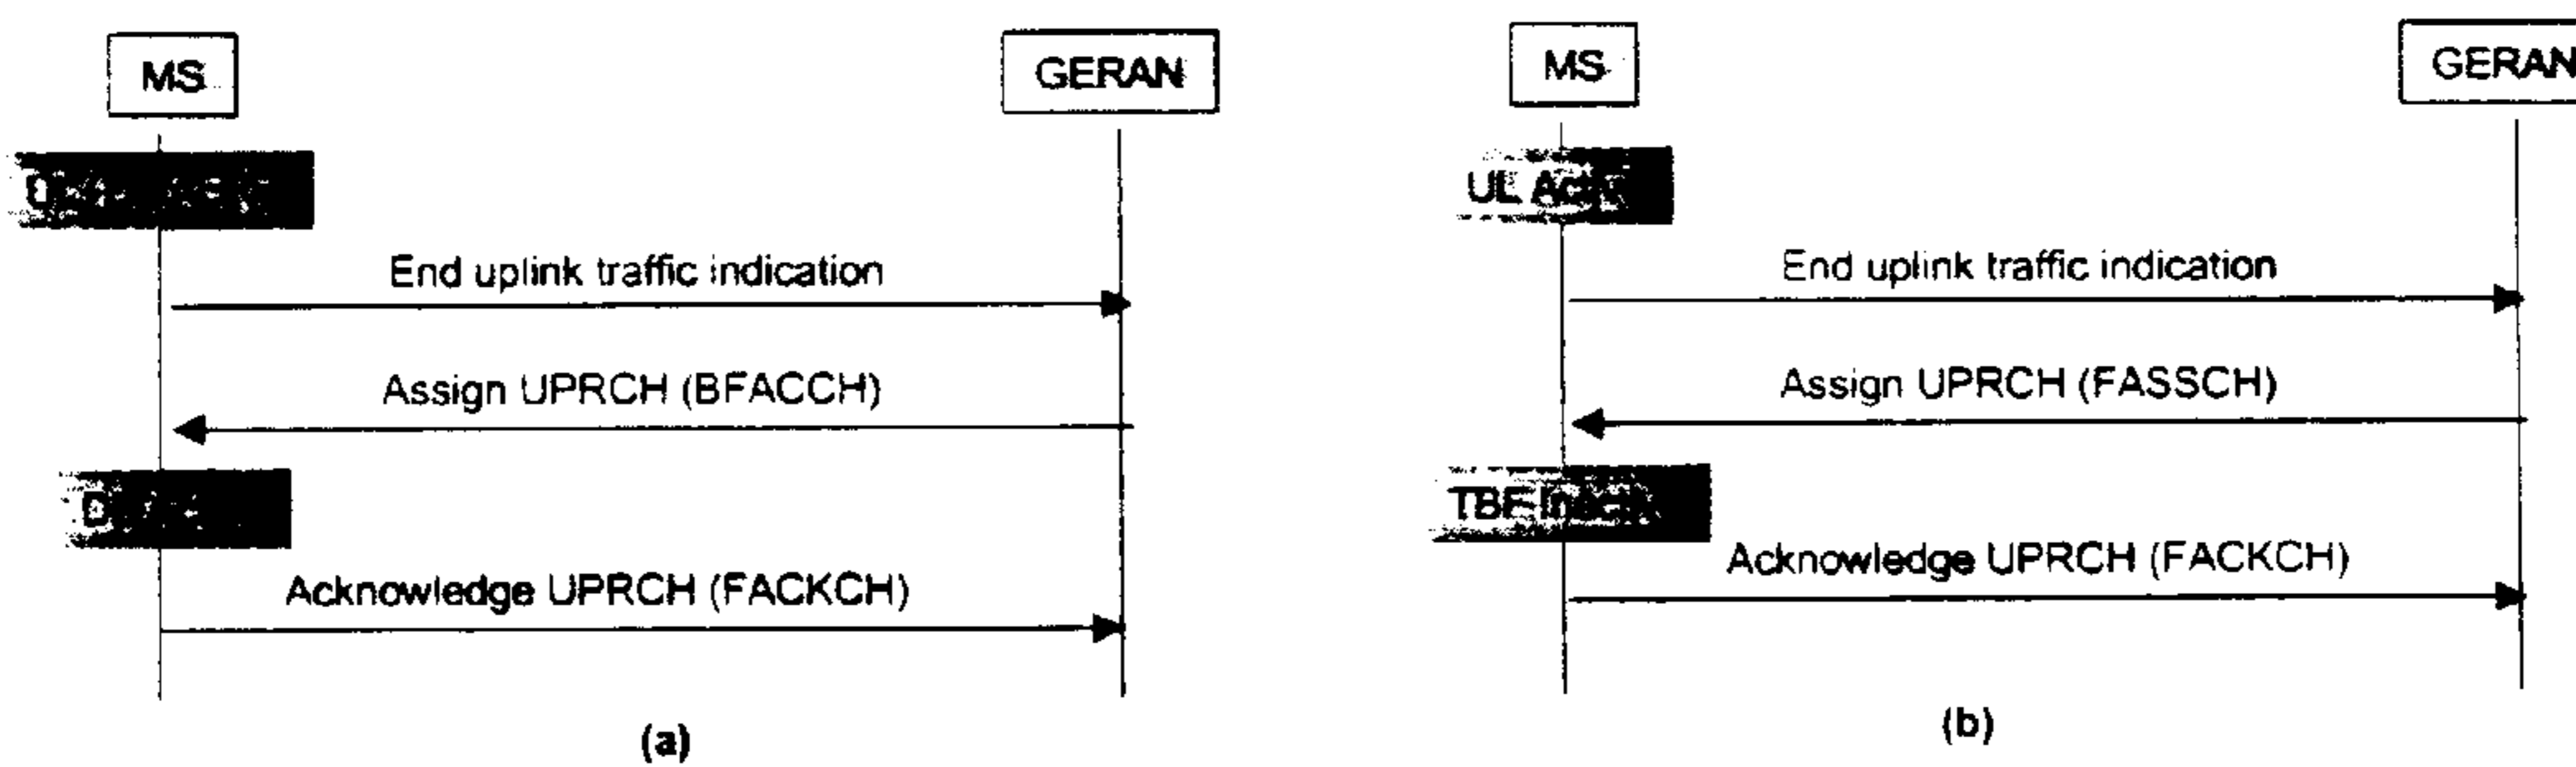 MS
GERAN
End uplink traffic indication
Assign UPRCH (BFACCH)
Acknowledge UPRCH (FACKCH)
(a)
MS
GERAN
UL
End uplink traffic indication
Assign UPRCH (FASSCH)
TBF
Acknowledge UPRCH (FACKCH)
(b)